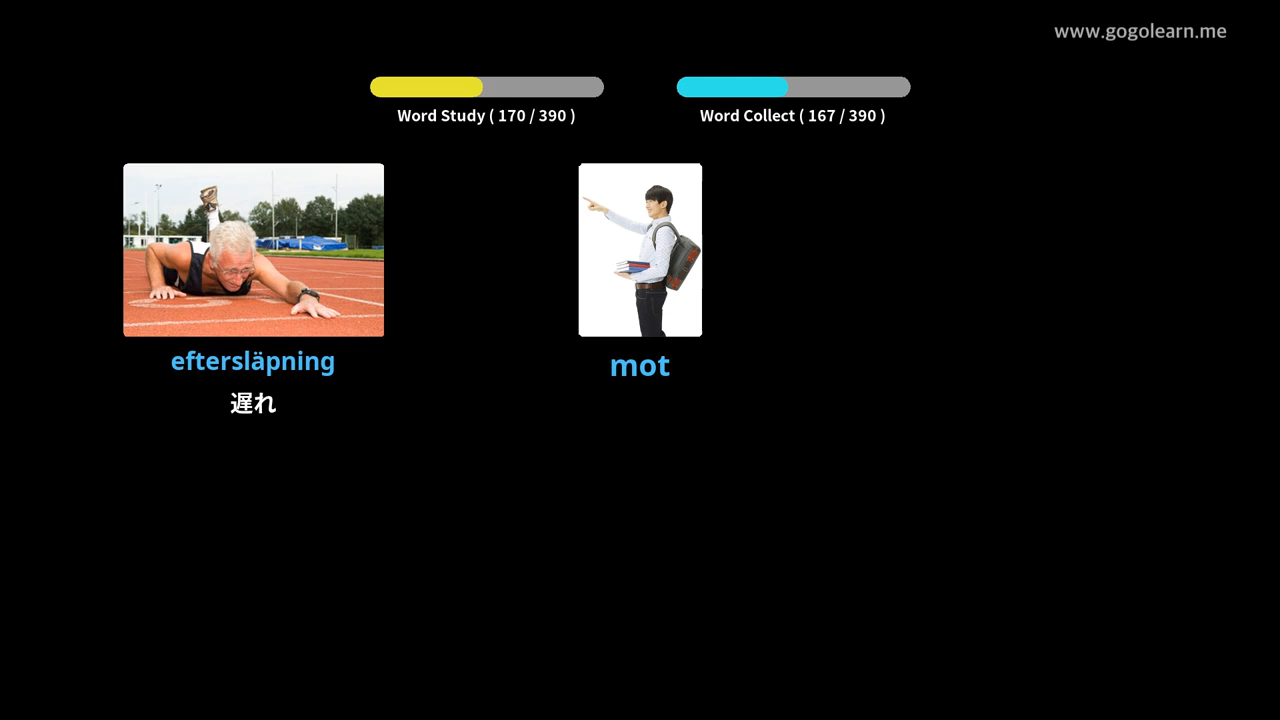 www.gogolearn.me
Word Study ( 170 / 390 )
Word Collect ( 167 / 390 )
eftersläpning
遅れ
mot